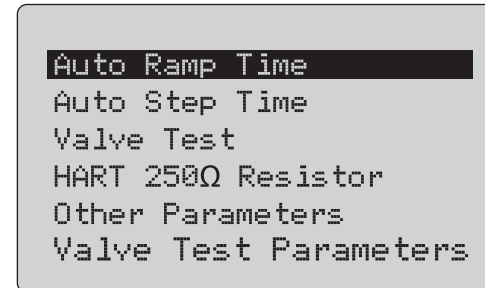 Auto Ramp Time
Auto Step Time
Valve Test
HART 250Ω Resistor
Other Parameters
Valve Test Parameters